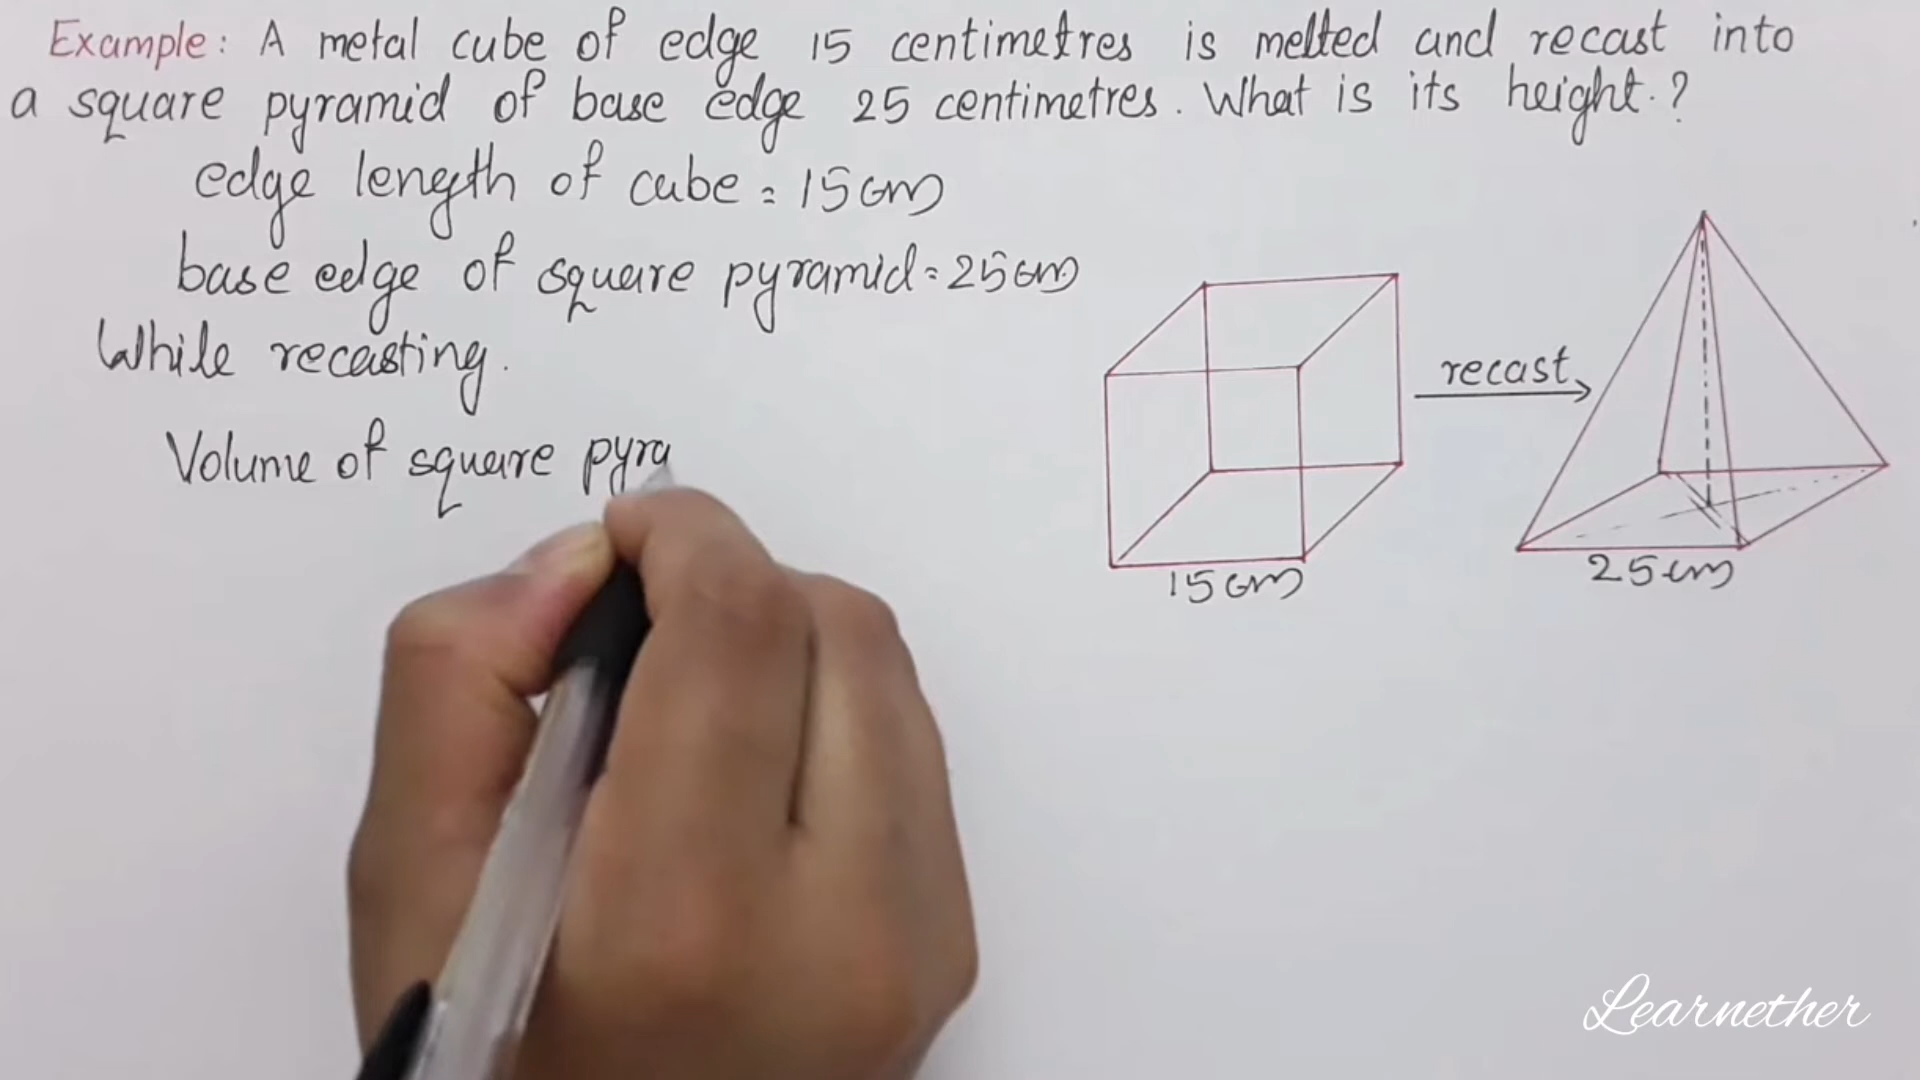 Example: A metal cube of edge 15 centimetres is melted and recast into
a square pyramid of base edge 25 centimetres. What is its height.?
edge length of cube = 15cm
base edge of square pyramid = 25cm
While recasting.
Volume of square pyra
recast
15cm
25cm
Learnether